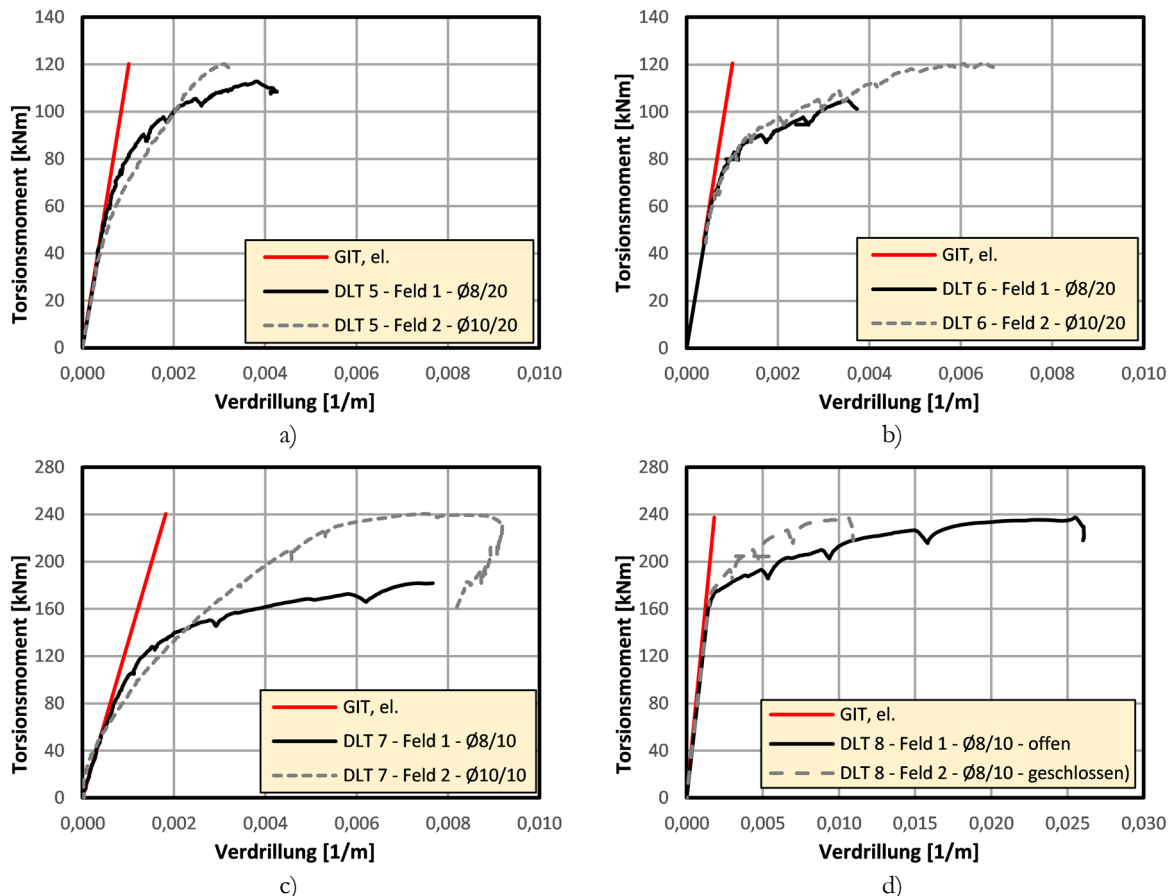 Torsionsmoment [kNm]
140
120
100
80
60
40
20
0
0,000 0,002 0,004 0,006 0,008 0,010
Verdrillung [1/m]
GIT, el.
DLT 5 - Feld 1 - Ø8/20
DLT 5 - Feld 2 - Ø10/20
a)
Torsionsmoment [kNm]
140
120
100
80
60
40
20
0
0,000 0,002 0,004 0,006 0,008 0,010
Verdrillung [1/m]
GIT, el.
DLT 6 - Feld 1 - Ø8/20
DLT 6 - Feld 2 - Ø10/20
b)
Torsionsmoment [kNm]
280
240
200
160
120
80
40
0
0,000 0,002 0,004 0,006 0,008 0,010
Verdrillung [1/m]
GIT, el.
DLT 7 - Feld 1 - Ø8/10
DLT 7 - Feld 2 - Ø10/10
c)
Torsionsmoment [kNm]
280
240
200
160
120
80
40
0
0,000 0,005 0,010 0,015 0,020 0,025 0,030
Verdrillung [1/m]
GIT, el.
DLT 8 - Feld 1 - Ø8/10 - offen
DLT 8 - Feld 2 - Ø8/10 - geschlossen)
d)